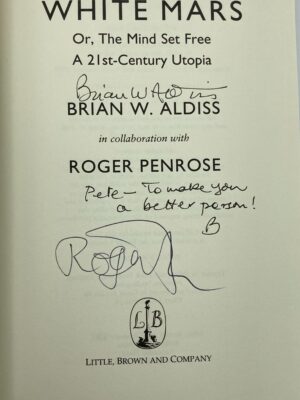 WHITE MARS
Or, The Mind Set Free
A 21st-Century Utopia
Brian W Aldiss
BRIAN W. ALDISS
in collaboration with
ROGER PENROSE
Pete – To make you
a better person!
B
Roger
L B
LITTLE, BROWN AND COMPANY